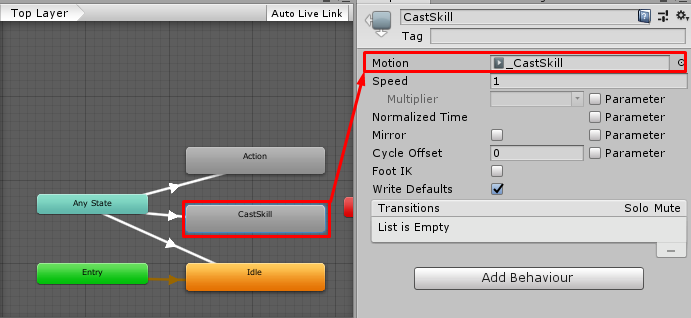 Top Layer
Auto Live Link
Action
Any State
CastSkill
Entry
Idle
CastSkill
Tag
Motion
_CastSkill
Speed
1
Multiplier
Parameter
Normalized Time
Parameter
Mirror
Parameter
Cycle Offset
0
Parameter
Foot IK
Write Defaults
Transitions
Solo Mute
List is Empty
Add Behaviour